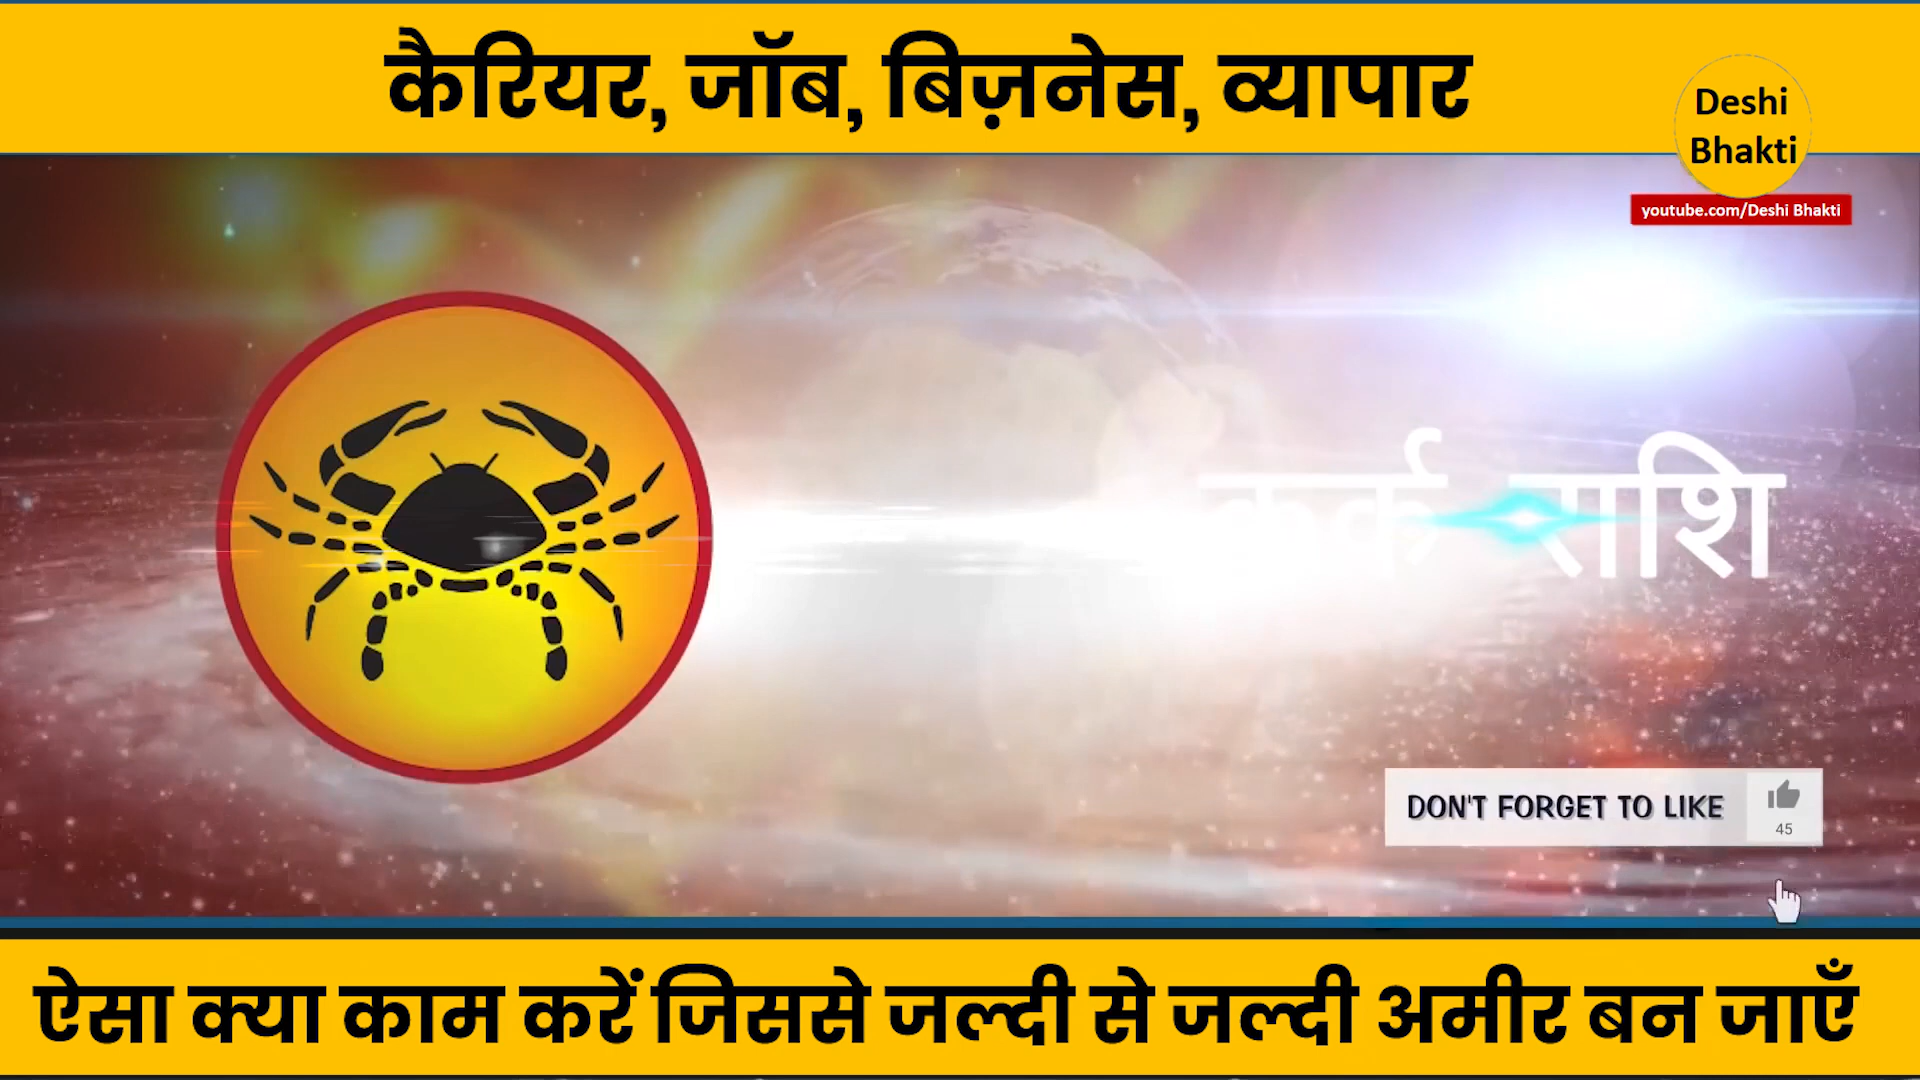 कैरियर, जॉब, बिज़नेस, व्यापार
Deshi
Bhakti
youtube.com/Deshi Bhakti
कर्क राशि
DON'T FORGET TO LIKE
45
ऐसा क्या काम करें जिससे जल्दी से जल्दी अमीर बन जाएँ